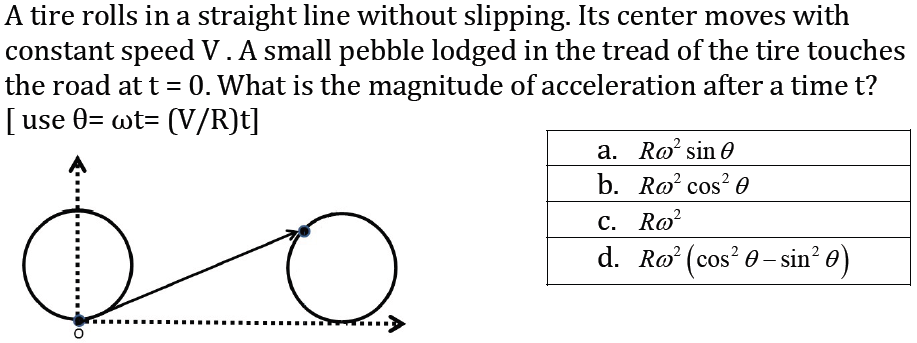 A tire rolls in a straight line without slipping. Its center moves with
constant speed V . A small pebble lodged in the tread of the tire touches
the road at t = 0. What is the magnitude of acceleration after a time t?
[ use θ= ωt= (V/R)t]
a. Rω² sin θ
b. Rω² cos² θ
c. Rω²
d. Rω² (cos² θ – sin² θ)
O